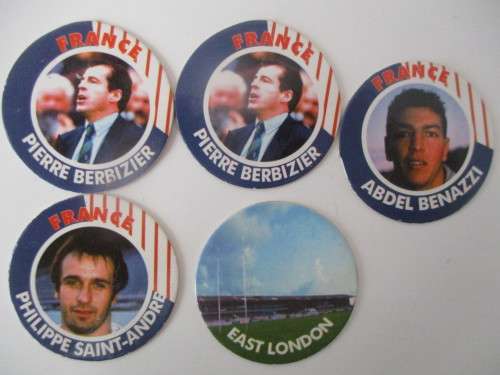 FRANCE
PIERRE BERBIZIER
FRANCE
PIERRE BERBIZIER
FRANCE
ABDEL BENAZZI
FRANCE
PHILIPPE SAINT-ANDRE
EAST LONDON